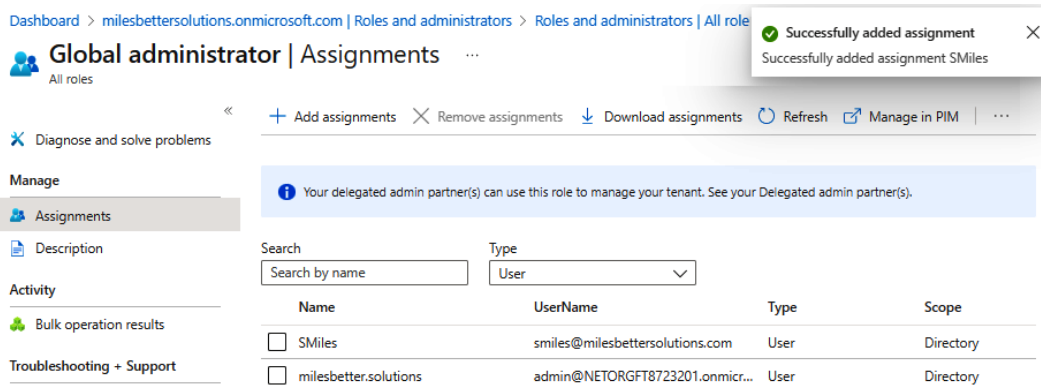 Dashboard > milesbettersolutions.onmicrosoft.com | Roles and administrators > Roles and administrators | All role
Successfully added assignment
Successfully added assignment SMiles
Global administrator | Assignments ...
All roles
«
Add assignments Remove assignments Download assignments Refresh Manage in PIM ...
Diagnose and solve problems
Manage
Assignments
Description
Activity
Bulk operation results
Troubleshooting + Support
Your delegated admin partner(s) can use this role to manage your tenant. See your Delegated admin partner(s).
Search Type
Search by name User
Name UserName Type Scope
SMiles smiles@milesbettersolutions.com User Directory
milesbetter.solutions admin@NETORGFT8723201.onmicr... User Directory